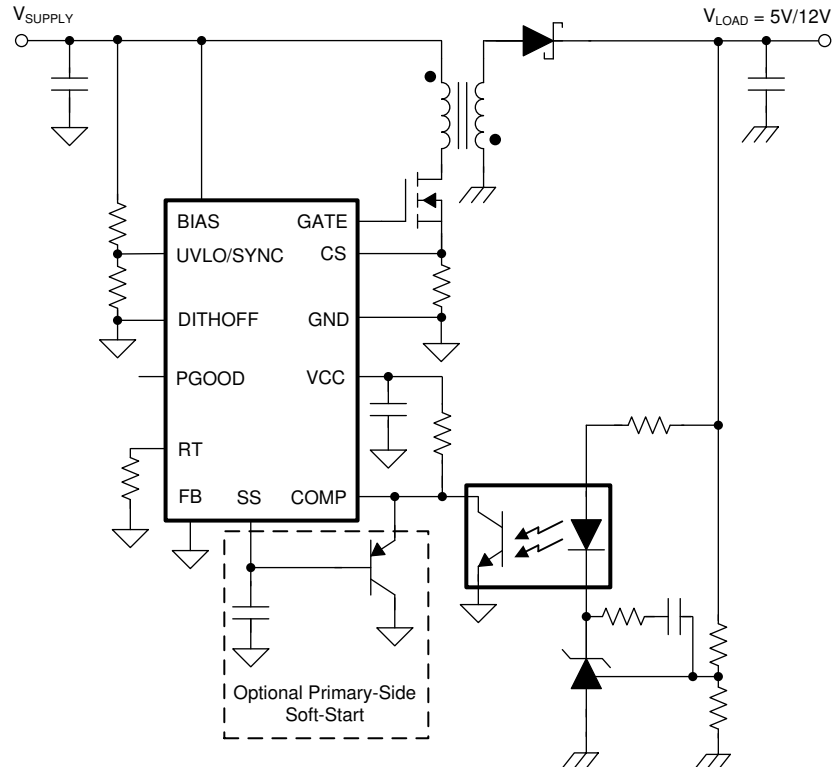 VSUPPLY
VLOAD = 5V/12V
BIAS
GATE
UVLO/SYNC
CS
DITHOFF
GND
PGOOD
VCC
RT
FB
SS
COMP
Optional Primary-Side
Soft-Start